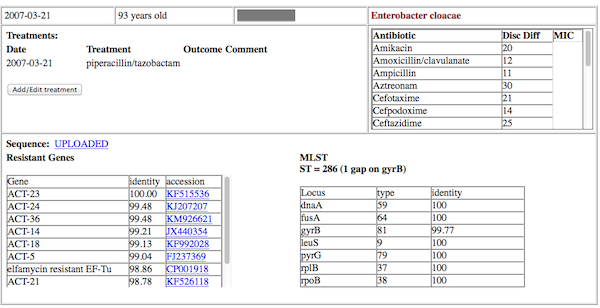 2007-03-21 93 years old Enterobacter cloacae
Treatments:
Date Treatment Outcome Comment
2007-03-21 piperacillin/tazobactam
Add/Edit treatment
Antibiotic Disc Diff MIC
Amikacin 20
Amoxicillin/clavulanate 12
Ampicillin 11
Aztreonam 30
Cefotaxime 21
Cefpodoxime 14
Ceftazidime 25
Sequence: UPLOADED
Resistant Genes
Gene identity accession
ACT-23 100.00 KF515536
ACT-24 99.48 KJ207207
ACT-36 99.48 KM926621
ACT-14 99.21 JX440354
ACT-18 99.13 KF992028
ACT-5 99.04 FJ237369
elfamycin resistant EF-Tu 98.86 CP001918
ACT-21 98.78 KF526118
MLST
ST = 286 (1 gap on gyrB)
Locus type identity
dnaA 59 100
fusA 64 100
gyrB 81 99.77
leuS 9 100
pyrG 79 100
rplB 37 100
rpoB 38 100